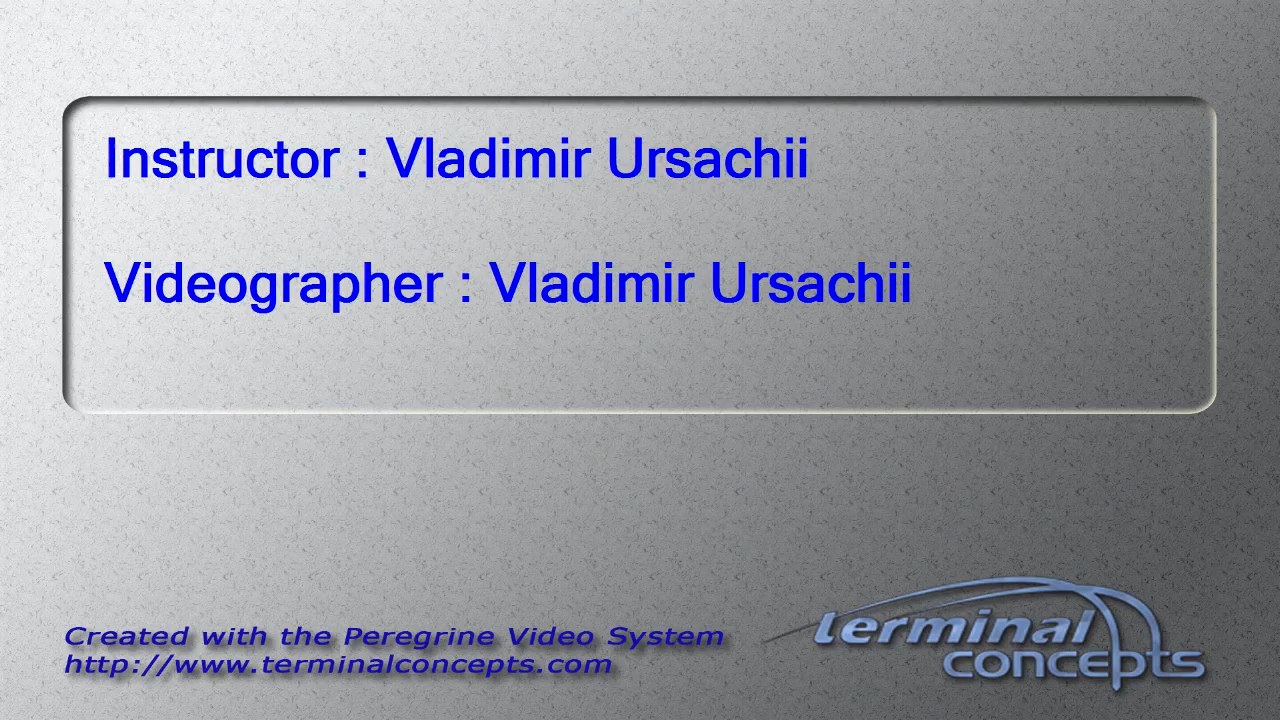 Instructor : Vladimir Ursachii
Videographer : Vladimir Ursachii
Created with the Peregrine Video System
http://www.terminalconcepts.com
terminal
concepts